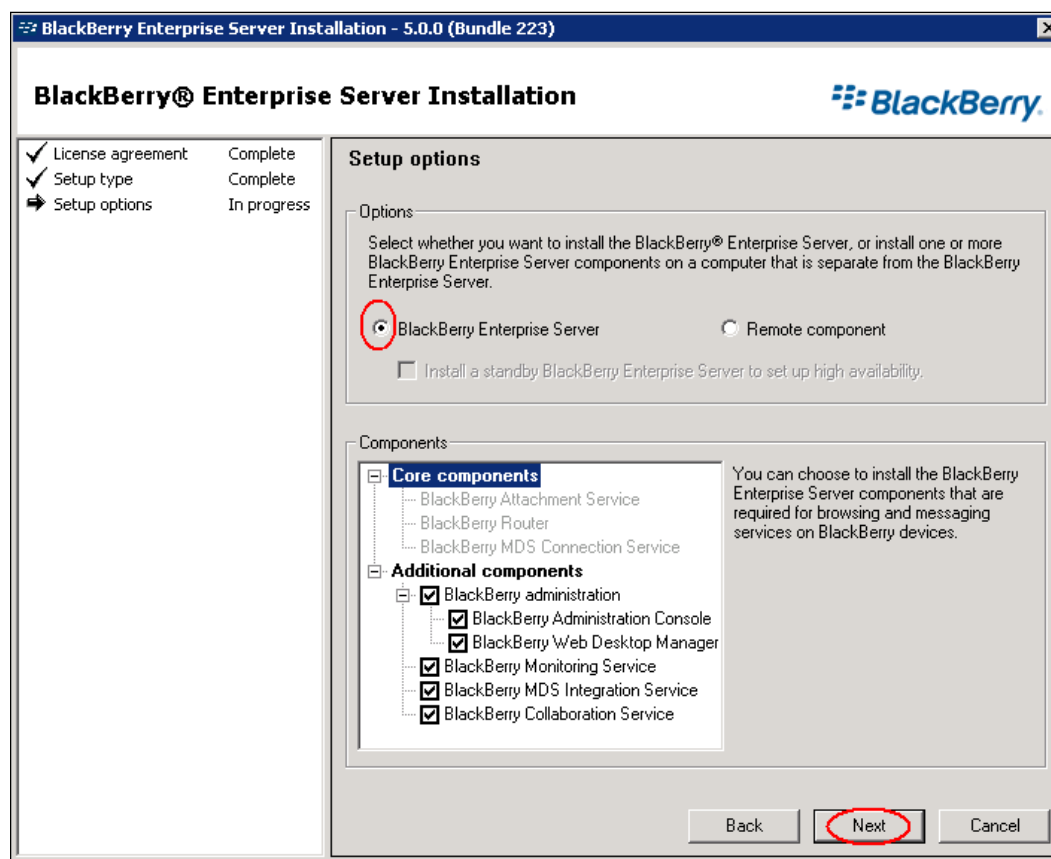 BlackBerry Enterprise Server Installation - 5.0.0 (Bundle 223)
BlackBerry® Enterprise Server Installation
BlackBerry.
License agreement Complete
Setup type Complete
Setup options In progress
Setup options
Options
Select whether you want to install the BlackBerry® Enterprise Server, or install one or more
BlackBerry Enterprise Server components on a computer that is separate from the BlackBerry
Enterprise Server.
BlackBerry Enterprise Server Remote component
Install a standby BlackBerry Enterprise Server to set up high availability.
Components
Core components
BlackBerry Attachment Service
BlackBerry Router
BlackBerry MDS Connection Service
Additional components
BlackBerry administration
BlackBerry Administration Console
BlackBerry Web Desktop Manager
BlackBerry Monitoring Service
BlackBerry MDS Integration Service
BlackBerry Collaboration Service
You can choose to install the BlackBerry
Enterprise Server components that are
required for browsing and messaging
services on BlackBerry devices.
Back Next Cancel